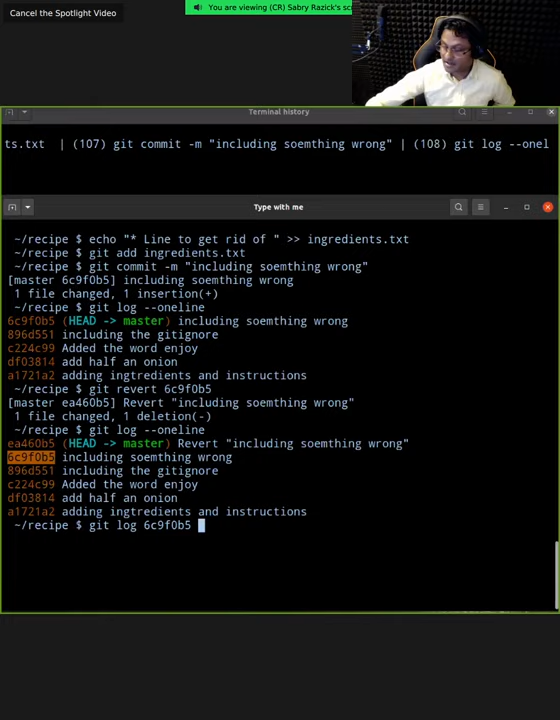 Cancel the Spotlight Video
You are viewing (CR) Sabry Razick's sc
Terminal history
ts.txt | (107) git commit -m "including soemthing wrong" | (108) git log --onel
Type with me
~/recipe $ echo "* Line to get rid of " >> ingredients.txt
~/recipe $ git add ingredients.txt
~/recipe $ git commit -m "including soemthing wrong"
[master 6c9f0b5] including soemthing wrong
1 file changed, 1 insertion(+)
~/recipe $ git log --oneline
6c9f0b5 (HEAD -> master) including soemthing wrong
896d551 including the gitignore
c224c99 Added the word enjoy
df03814 add half an onion
a1721a2 adding ingtredients and instructions
~/recipe $ git revert 6c9f0b5
[master ea460b5] Revert "including soemthing wrong"
1 file changed, 1 deletion(-)
~/recipe $ git log --oneline
ea460b5 (HEAD -> master) Revert "including soemthing wrong"
6c9f0b5 including soemthing wrong
896d551 including the gitignore
c224c99 Added the word enjoy
df03814 add half an onion
a1721a2 adding ingtredients and instructions
~/recipe $ git log 6c9f0b5